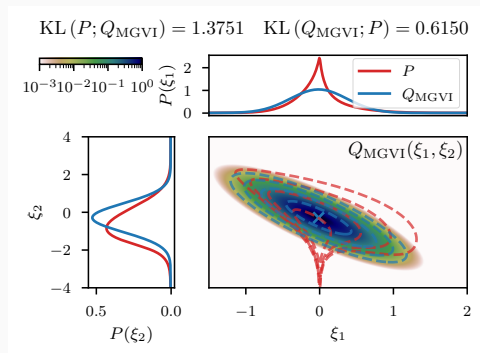 KL (P; Q_MGVI) = 1.3751 KL (Q_MGVI; P) = 0.6150
10⁻³ 10⁻² 10⁻¹ 10⁰
P(ξ₁)
2
1
0
P
Q_MGVI
Q_MGVI(ξ₁, ξ₂)
ξ₂
4
2
0
−2
−4
0.5 0.0
P(ξ₂)
−1 0 1 2
ξ₁